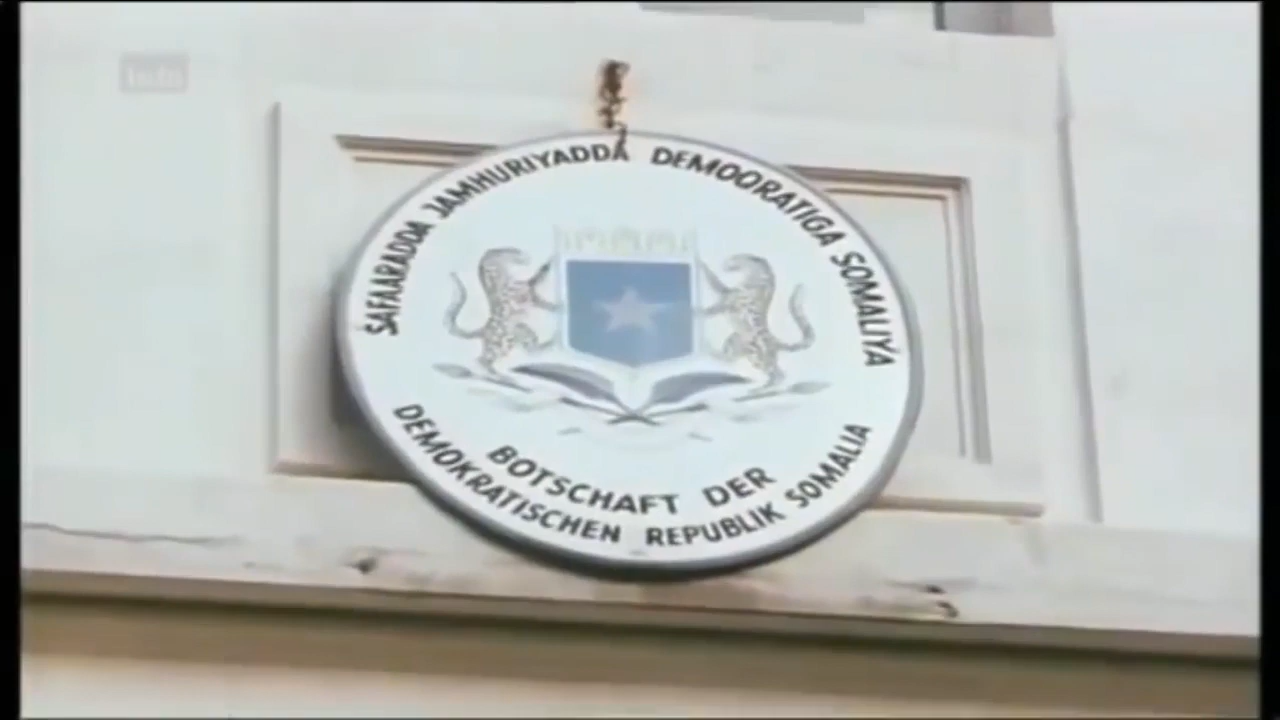 SAFAARADDA JAMHURIYADDA DEMOORATIGA SOMALIYA
BOTSCHAFT DER
DEMOKRATISCHEN REPUBLIK SOMALIA